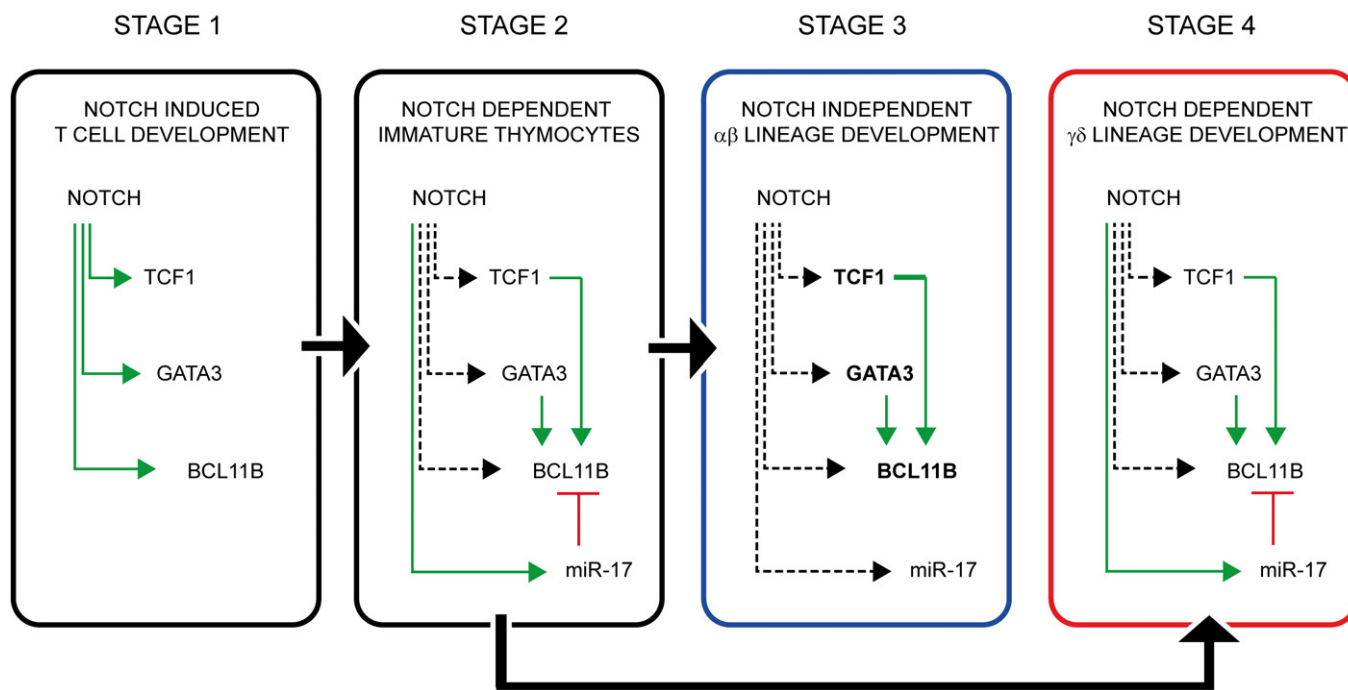 STAGE 1
STAGE 2
STAGE 3
STAGE 4
NOTCH INDUCED
T CELL DEVELOPMENT
NOTCH
TCF1
GATA3
BCL11B
NOTCH DEPENDENT
IMMATURE THYMOCYTES
NOTCH
TCF1
GATA3
BCL11B
miR-17
NOTCH INDEPENDENT
αβ LINEAGE DEVELOPMENT
NOTCH
TCF1
GATA3
BCL11B
miR-17
NOTCH DEPENDENT
γδ LINEAGE DEVELOPMENT
NOTCH
TCF1
GATA3
BCL11B
miR-17